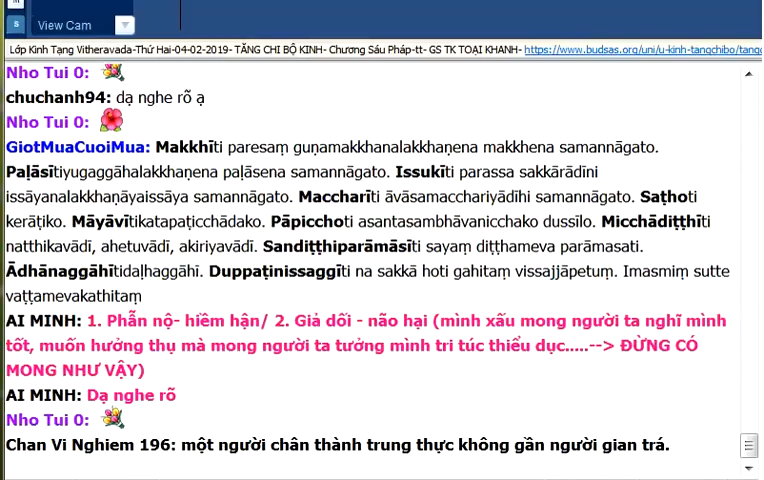 View Cam
Lớp Kinh Tạng Vitheravada-Thứ Hai-04-02-2019- TĂNG CHI BỘ KINH- Chương Sáu Pháp-tt- GS TK TOẠI KHANH- https://www.budsas.org/uni/u-kinh-tangchibo/tang
Nho Tui 0:
chuchanh94: dạ nghe rõ ạ
Nho Tui 0:
GiotMuaCuoiMua: Makkhīti paresaṃ guṇamakkhanalakkhaṇena makkhena samannāgato.
Paḷāsītiyugaggāhalakkhaṇena paḷāsena samannāgato. Issukīti parassa sakkārādīni
issāyanalakkhaṇāyaissāya samannāgato. Maccharīti āvāsamacchariyādīhi samannāgato. Saṭhoti
kerāṭiko. Māyāvītikatapaṭicchādako. Pāpicchoti asantasambhāvanicchako dussīlo. Micchādiṭṭhīti
natthikavādī, ahetuvādī, akiriyavādī. Sandiṭṭhiparāmāsīti sayaṃ diṭṭhameva parāmasati.
Ādhānaggāhītidaḷhaggāhī. Duppaṭinissaggīti na sakkā hoti gahitaṃ vissajjāpetuṃ. Imasmiṃ sutte
vaṭṭamevakathitaṃ
AI MINH: 1. Phẫn nộ- hiềm hận/ 2. Giả dối - não hại (mình xấu mong người ta nghĩ mình
tốt, muốn hưởng thụ mà mong người ta tưởng mình tri túc thiểu dục.....--> ĐỪNG CÓ
MONG NHƯ VẬY)
AI MINH: Dạ nghe rõ
Nho Tui 0:
Chan Vi Nghiem 196: một người chân thành trung thực không gần người gian trá.